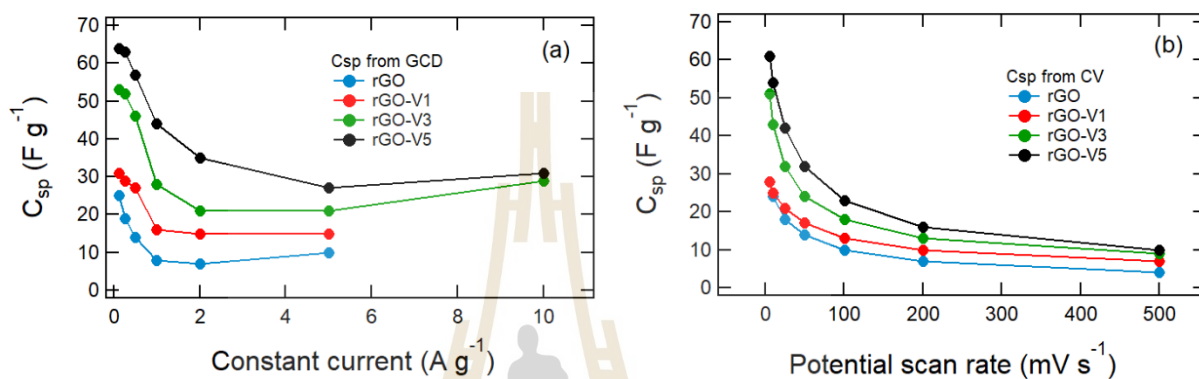 (a)
Csp from GCD
rGO
rGO-V1
rGO-V3
rGO-V5
70
60
50
40
30
20
10
0
C_sp (F g⁻¹)
0 2 4 6 8 10
Constant current (A g⁻¹)
(b)
Csp from CV
rGO
rGO-V1
rGO-V3
rGO-V5
70
60
50
40
30
20
10
0
C_sp (F g⁻¹)
0 100 200 300 400 500
Potential scan rate (mV s⁻¹)